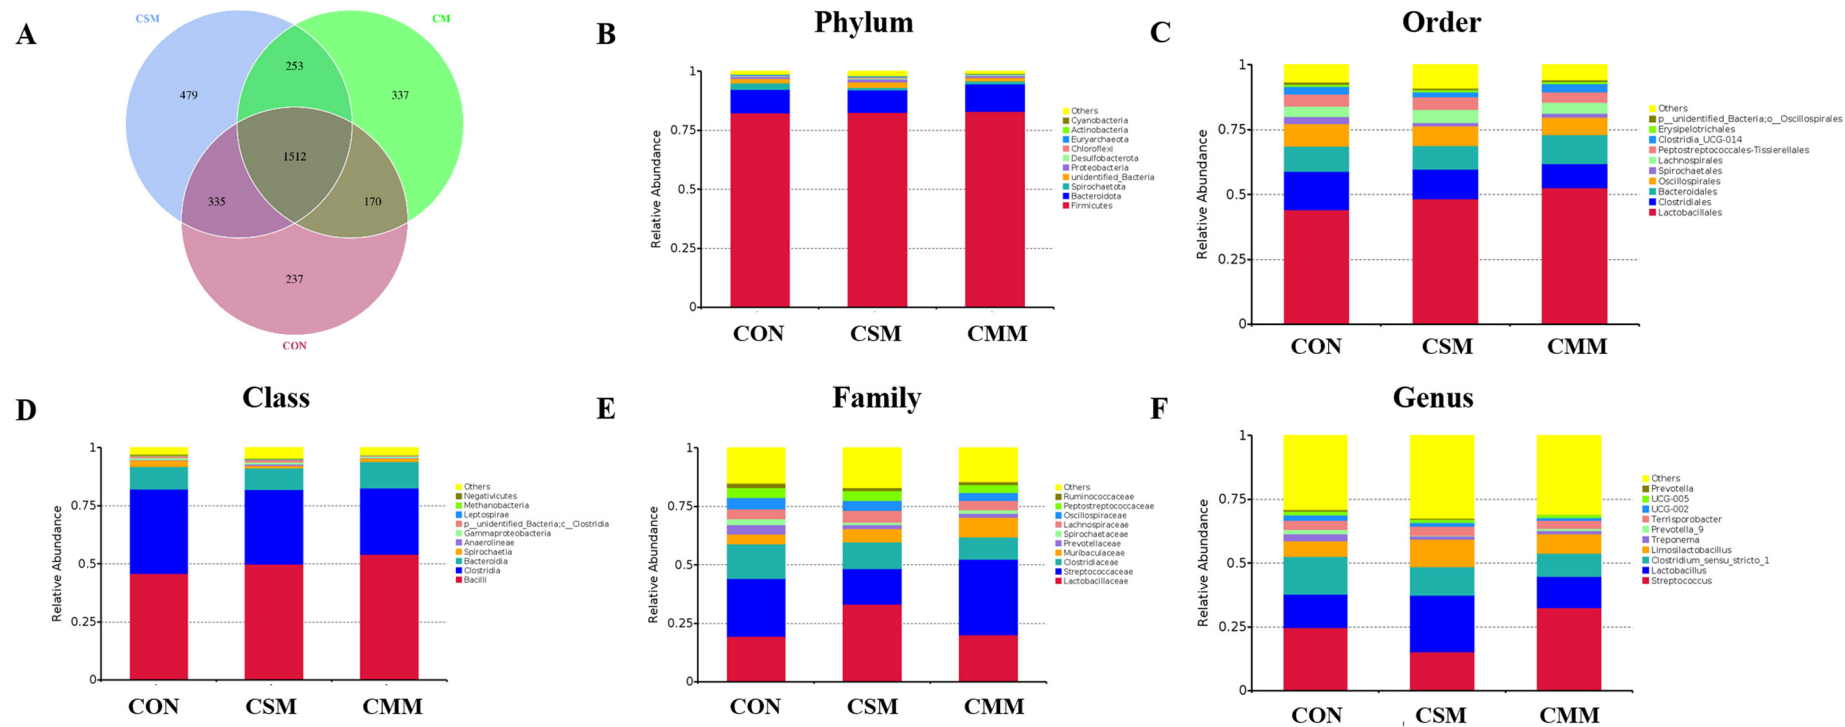 A
CSM
CM
253
479
337
1512
335
170
237
CON
B
Phylum
Relative Abundance
1
0.75
0.5
0.25
0
CON
CSM
CMM
Others
Cyanobacteria
Actinobacteria
Euryarchaeota
Chloroflexi
Desulfobacterota
Proteobacteria
unidentified_Bacteria
Spirochaetota
Bacteroidota
Firmicutes
C
Order
Relative Abundance
1
0.75
0.5
0.25
0
CON
CSM
CMM
Others
p__unidentified_Bacteria;o__Oscillospirales
Erysipelotrichales
Clostridia_UCG-014
Peptostreptococcales-Tissierellales
Lachnospirales
Spirochaetales
Oscillospirales
Bacteroidales
Clostridiales
Lactobacillales
D
Class
Relative Abundance
1
0.75
0.5
0.25
0
CON
CSM
CMM
Others
Negativicutes
Methanobacteria
Leptospirae
p__unidentified_Bacteria;c__Clostridia
Gammaproteobacteria
Anaerolineae
Spirochaetia
Bacteroidia
Clostridia
Bacilli
E
Family
Relative Abundance
1
0.75
0.5
0.25
0
CON
CSM
CMM
Others
Ruminococcaceae
Peptostreptococcaceae
Oscillospiraceae
Lachnospiraceae
Spirochaetaceae
Prevotellaceae
Muribaculaceae
Clostridiaceae
Streptococcaceae
Lactobacillaceae
F
Genus
Relative Abundance
1
0.75
0.5
0.25
0
CON
CSM
CMM
Others
Prevotella
UCG-005
UCG-002
Terrisporobacter
Prevotella_9
Treponema
Limosilactobacillus
Clostridium_sensu_stricto_1
Lactobacillus
Streptococcus